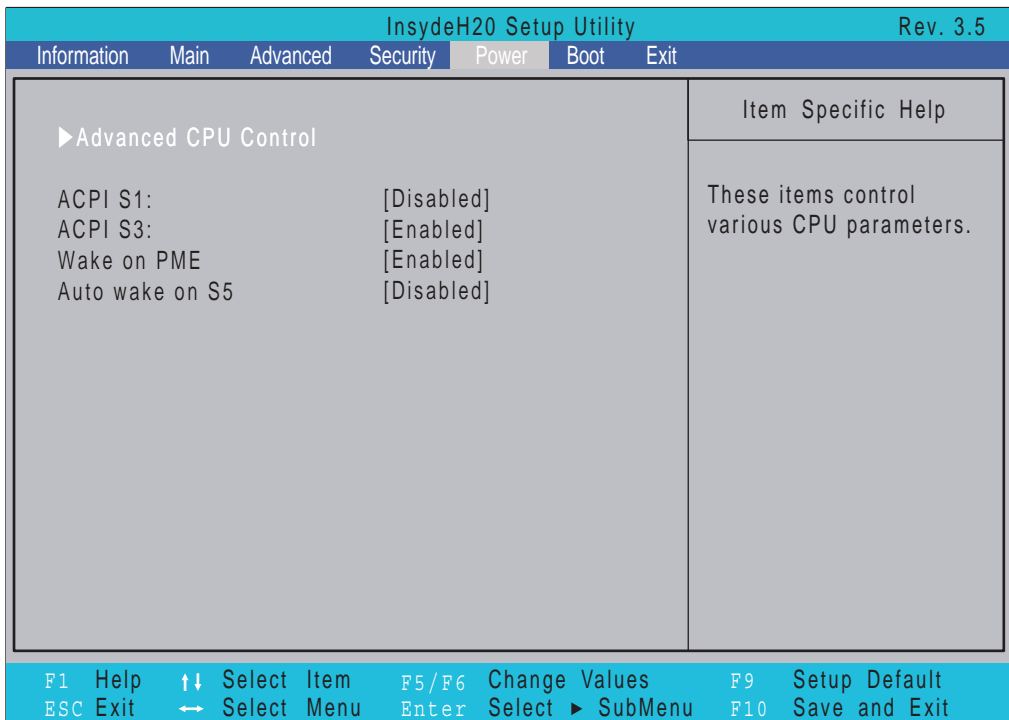 InsydeH20 Setup Utility Rev. 3.5
Information Main Advanced Security Power Boot Exit
Item Specific Help
▶Advanced CPU Control
ACPI S1: [Disabled]
ACPI S3: [Enabled]
Wake on PME [Enabled]
Auto wake on S5 [Disabled]
These items control
various CPU parameters.
F1 Help ↑↓ Select Item F5/F6 Change Values F9 Setup Default
ESC Exit ↔ Select Menu Enter Select ▶ SubMenu F10 Save and Exit